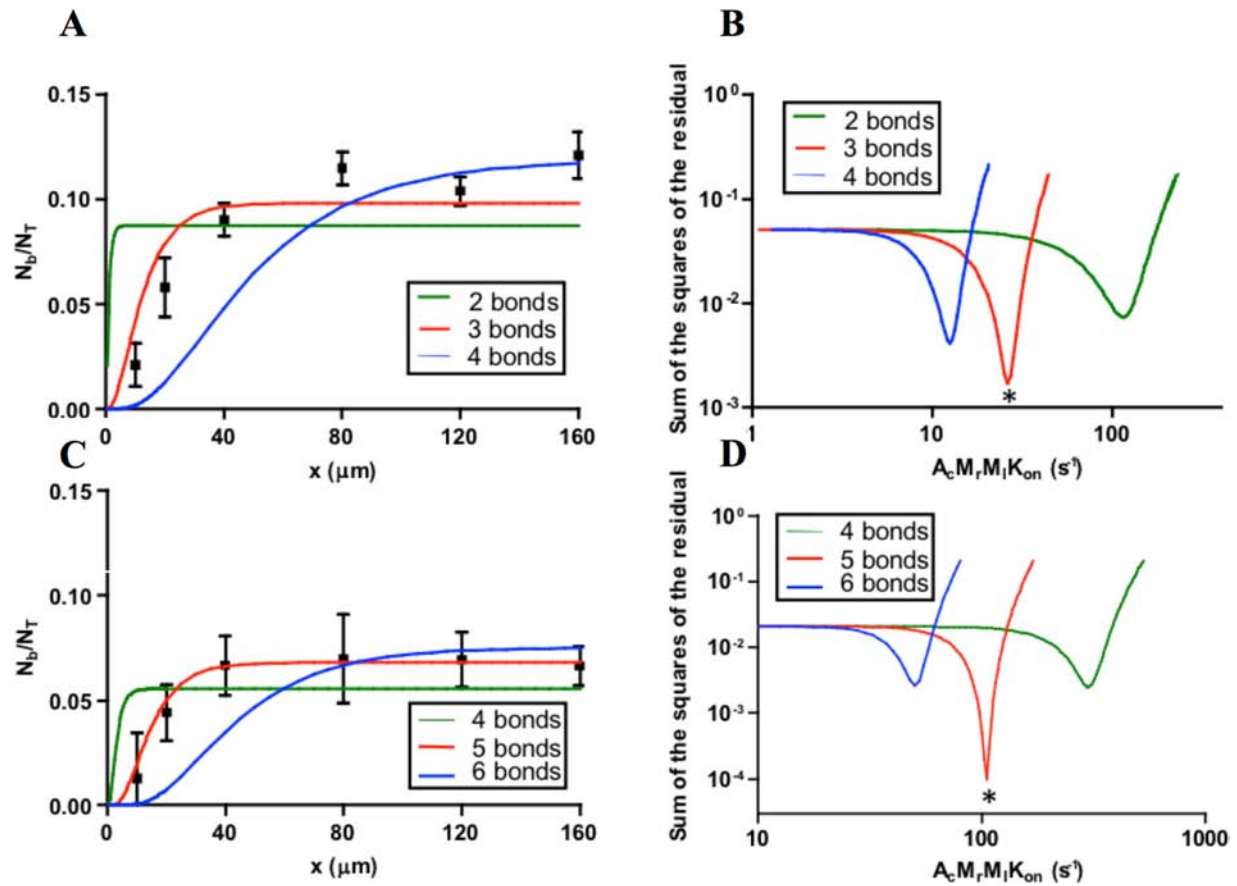 A
N_b/N_T
0.15
0.10
0.05
0.00
2 bonds
3 bonds
4 bonds
0 40 80 120 160
x (μm)
B
Sum of the squares of the residual
10⁰
10⁻¹
10⁻²
10⁻³
2 bonds
3 bonds
4 bonds
*
1 10 100
A_cM_rM_lK_on (s⁻¹)
C
N_b/N_T
0.15
0.10
0.05
0.00
4 bonds
5 bonds
6 bonds
0 40 80 120 160
x (μm)
D
Sum of the squares of the residual
10⁰
10⁻¹
10⁻²
10⁻³
10⁻⁴
4 bonds
5 bonds
6 bonds
*
10 100 1000
A_cM_rM_lK_on (s⁻¹)